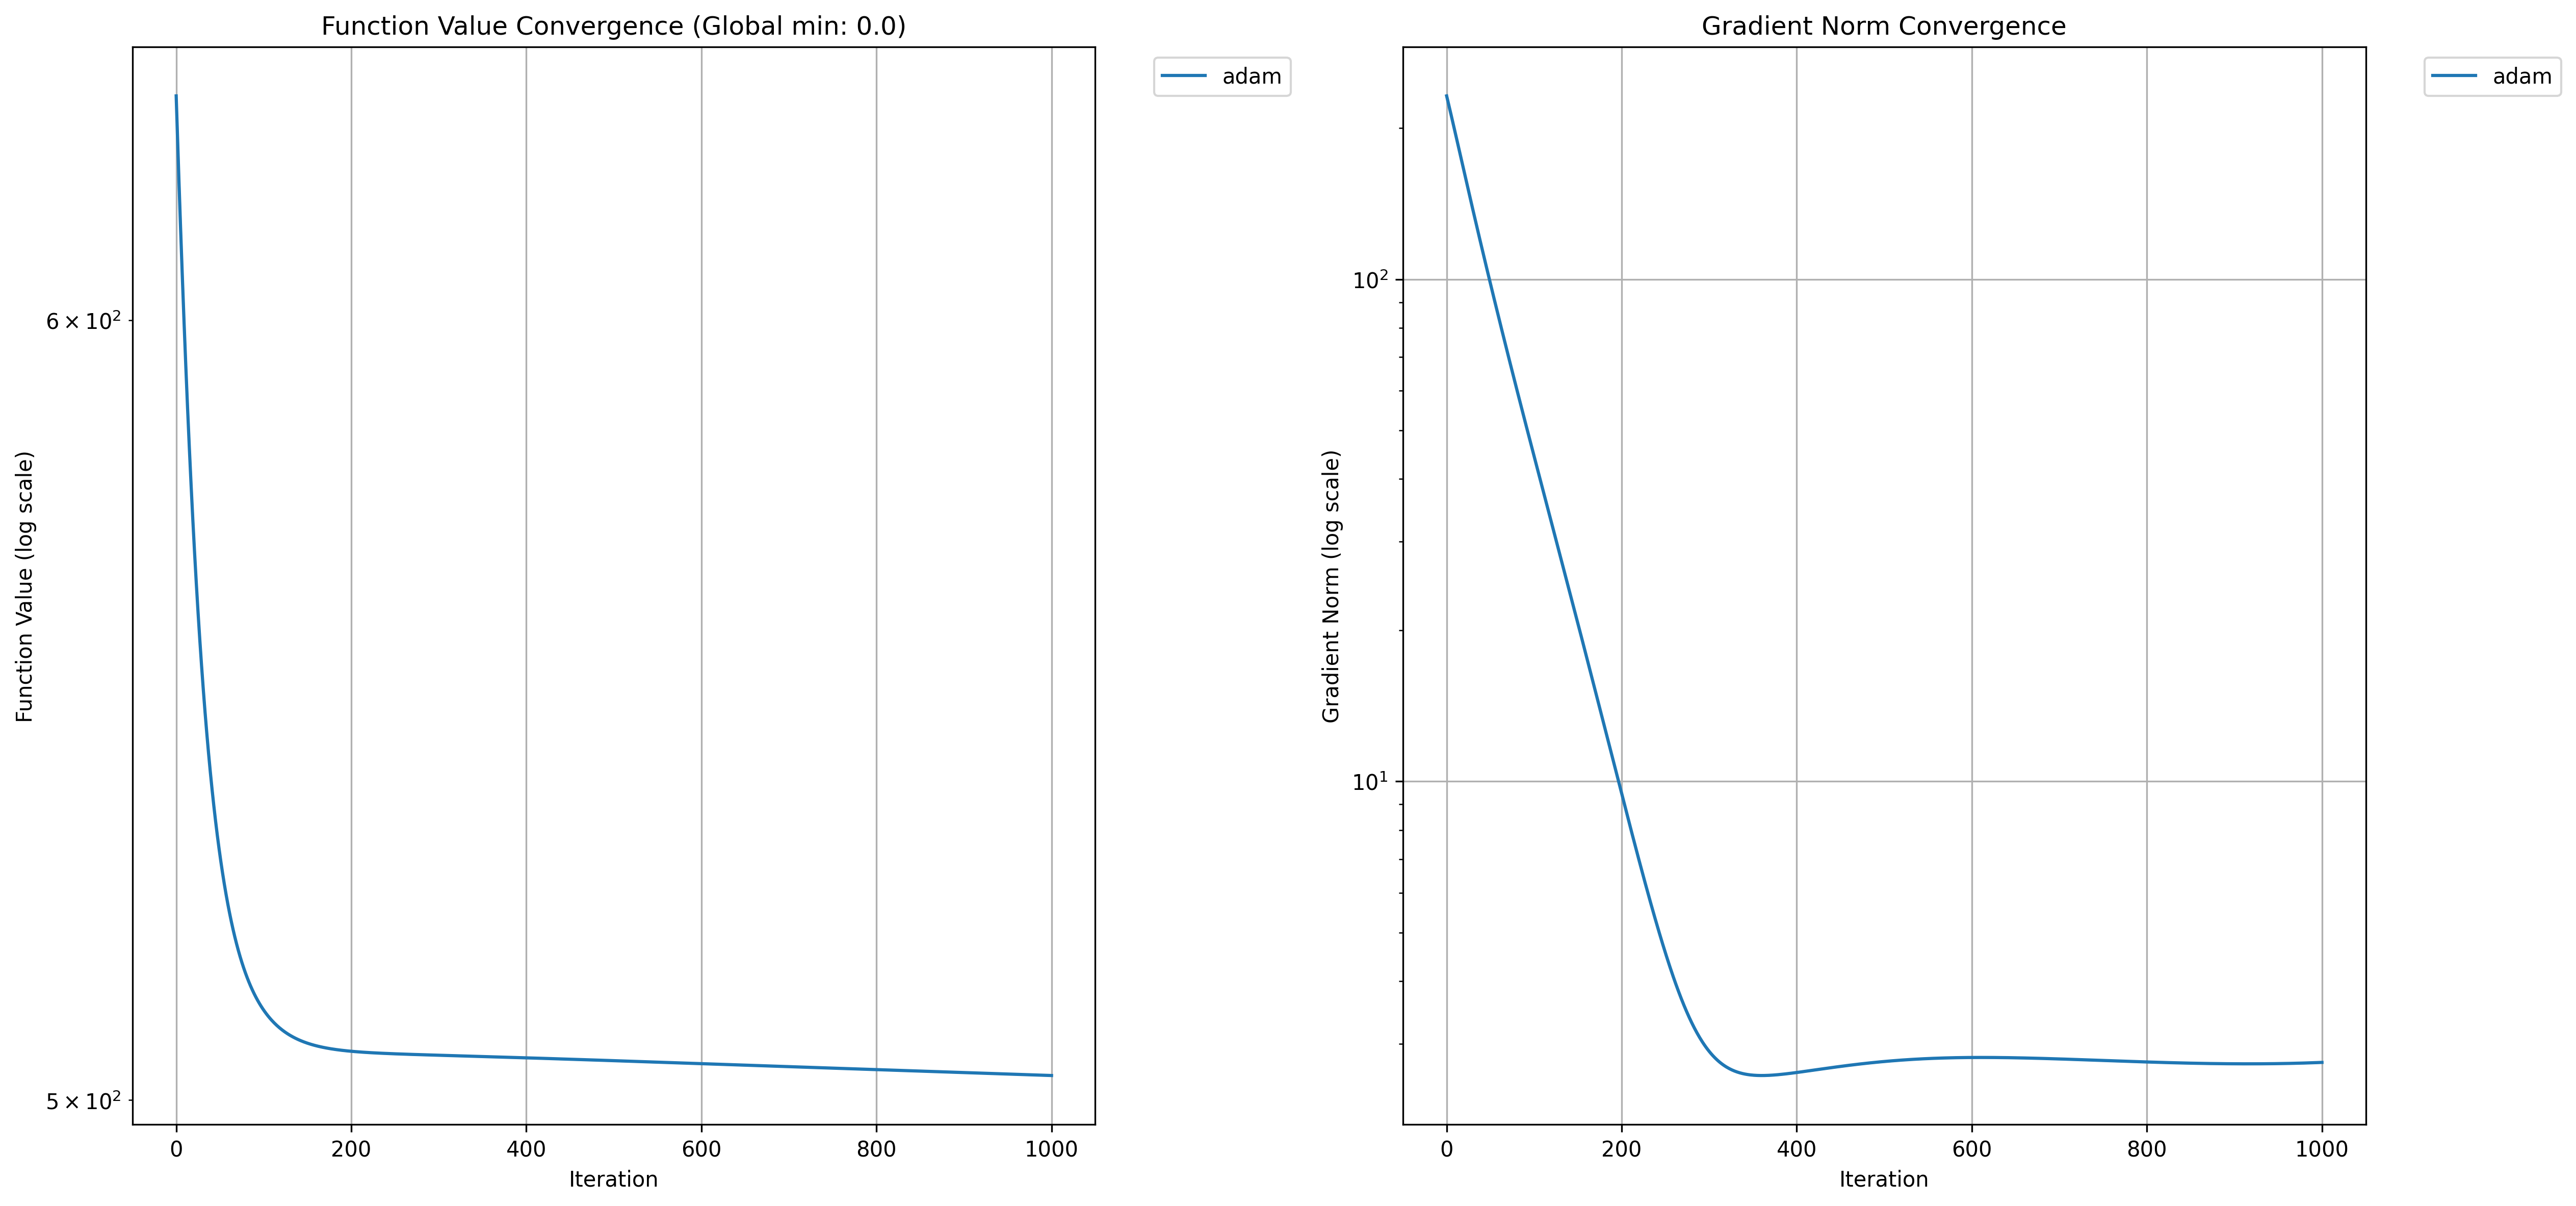 Function Value Convergence (Global min: 0.0)
adam
6 × 10²
5 × 10²
Function Value (log scale)
0 200 400 600 800 1000
Iteration
Gradient Norm Convergence
adam
10²
10¹
Gradient Norm (log scale)
0 200 400 600 800 1000
Iteration